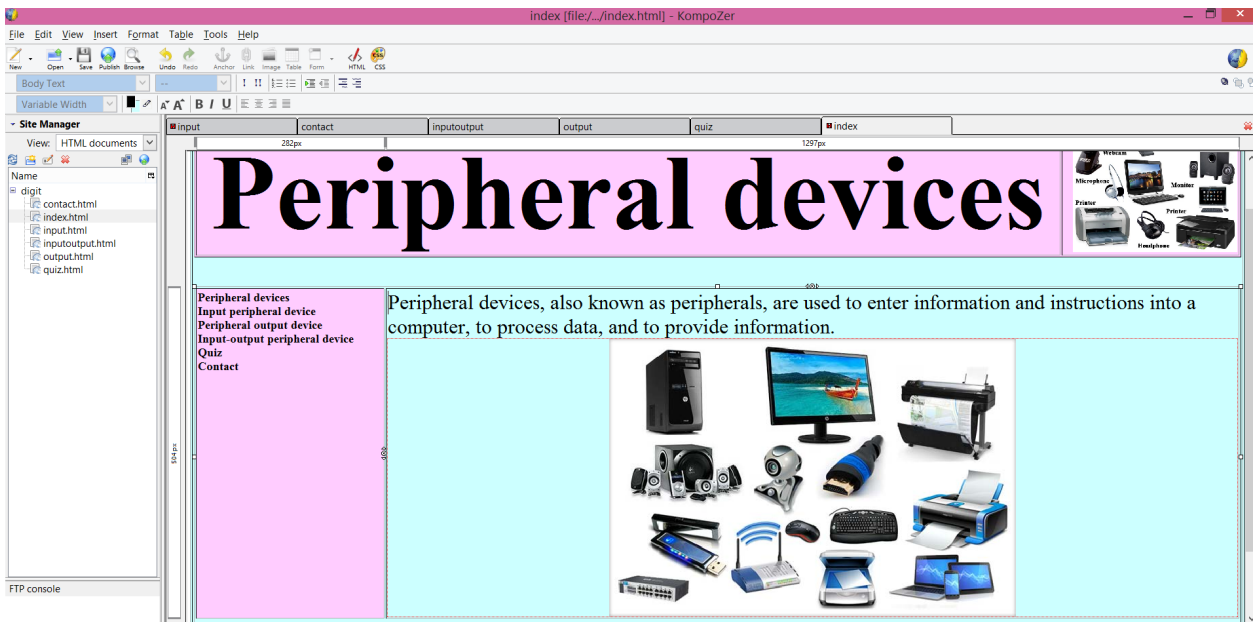 index [file:/.../index.html] - KompoZer
File Edit View Insert Format Table Tools Help
New Open Save Publish Browse Undo Redo Anchor Link Image Table Form HTML CSS
Body Text
Variable Width
B I U
Site Manager
View: HTML documents
Name
digit
contact.html
index.html
input.html
inputoutput.html
output.html
quiz.html
FTP console
input contact inputoutput output quiz index
282px 1297px
504 px
Peripheral devices
Webcam
Microphone
Monitor
Printer
Printer
Headphone
Peripheral devices
Input peripheral device
Peripheral output device
Input-output peripheral device
Quiz
Contact
Peripheral devices, also known as peripherals, are used to enter information and instructions into a
computer, to process data, and to provide information.